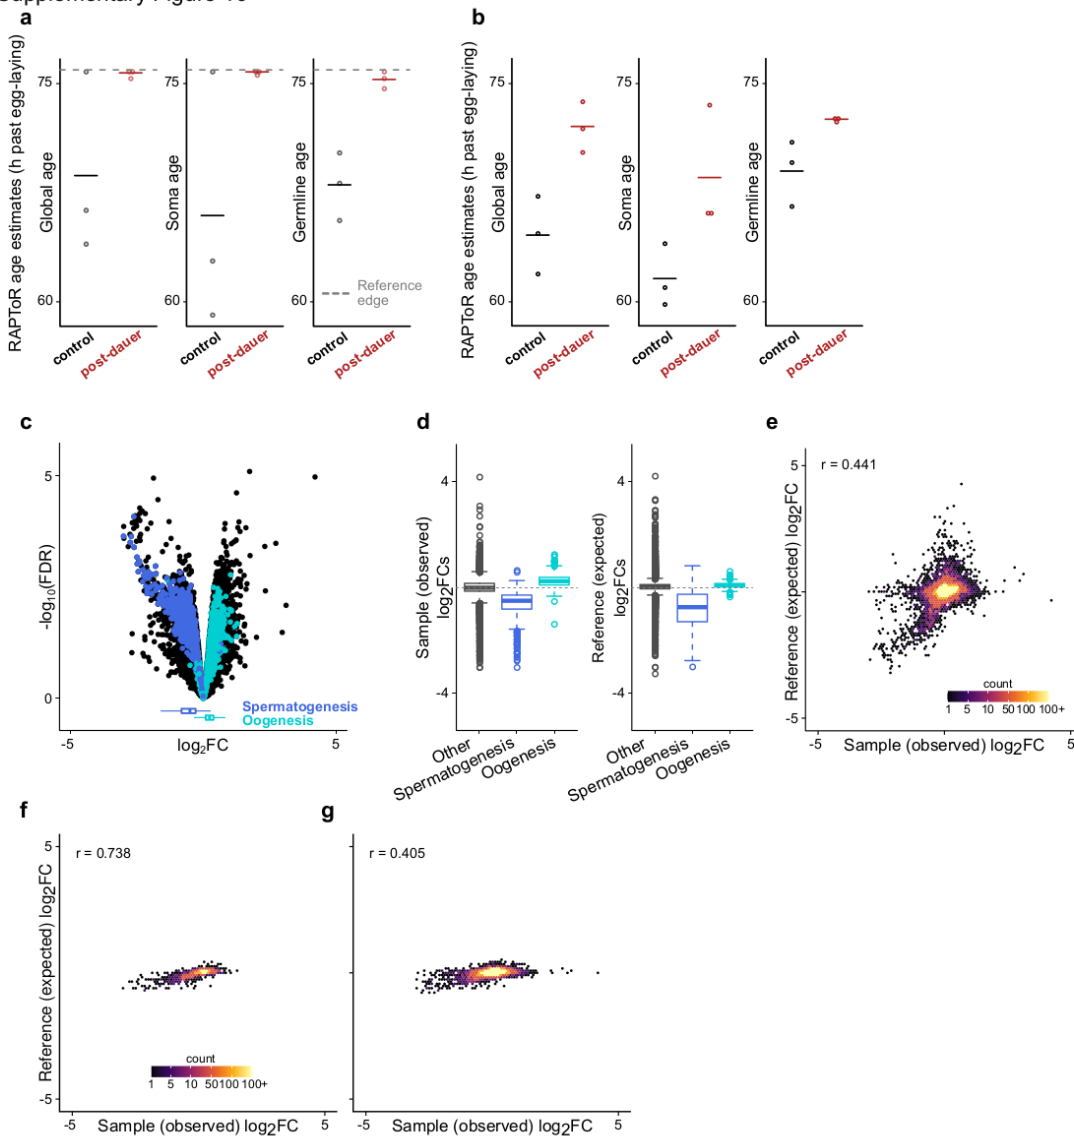 Supplementary Figure 10
a
RAPToR age estimates (h past egg-laying)
75
60
Global age
control
post-dauer
Soma age
control
post-dauer
Germline age
Reference
edge
control
post-dauer
b
RAPToR age estimates (h past egg-laying)
75
60
Global age
control
post-dauer
75
60
Soma age
control
post-dauer
75
60
Germline age
control
post-dauer
c
-log10(FDR)
5
0
Spermatogenesis
Oogenesis
-5
5
log2FC
d
Sample (observed)
log2FCs
4
-4
Other
Spermatogenesis
Oogenesis
Reference (expected)
log2FCs
4
-4
Other
Spermatogenesis
Oogenesis
e
r = 0.441
Reference (expected) log2FC
5
-5
count
1 5 10 50 100 100+
-5
5
Sample (observed) log2FC
f
r = 0.738
Reference (expected) log2FC
5
-5
count
1 5 10 50 100 100+
-5
5
Sample (observed) log2FC
g
r = 0.405
-5
5
Sample (observed) log2FC